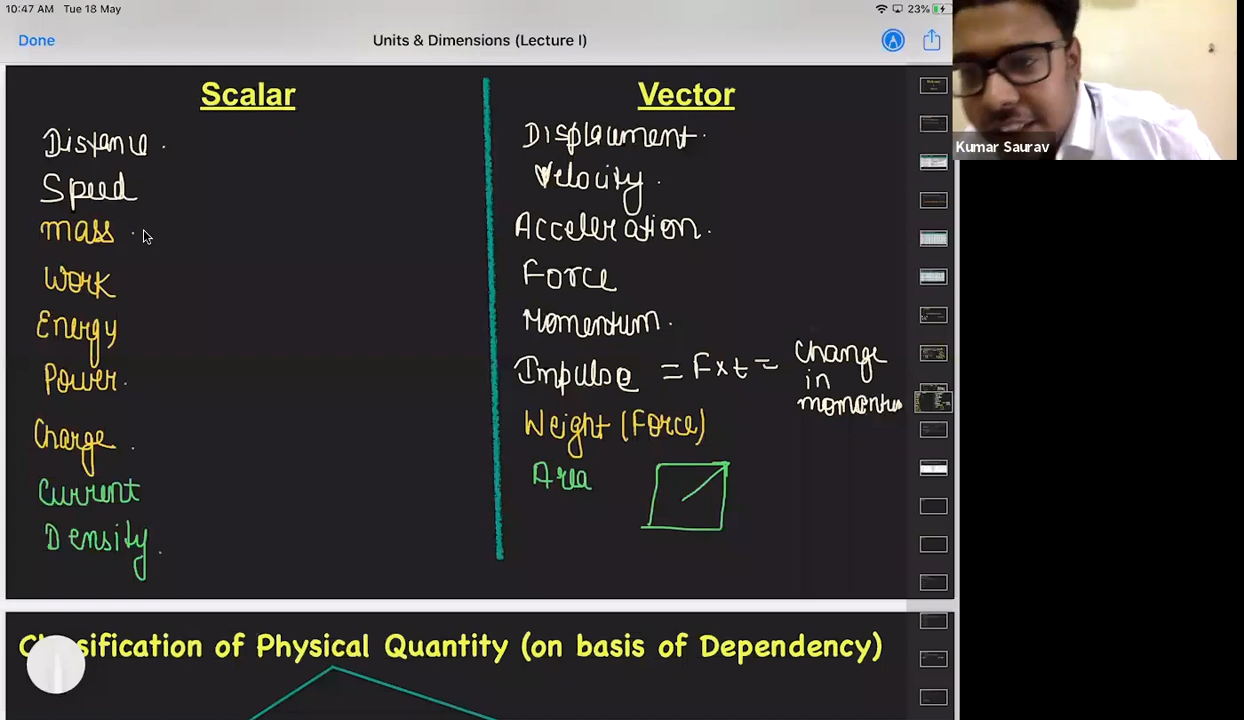 10:47 AM Tue 18 May
23%
Done
Units & Dimensions (Lecture I)
Kumar Saurav
Scalar
Distance
Speed
mass
Work
Energy
Power
Charge
Current
Density
Vector
Displacement
Velocity
Acceleration
Force
Momentum
Impulse = F x t = Change
in
momentum
Weight (Force)
Area
Classification of Physical Quantity (on basis of Dependency)